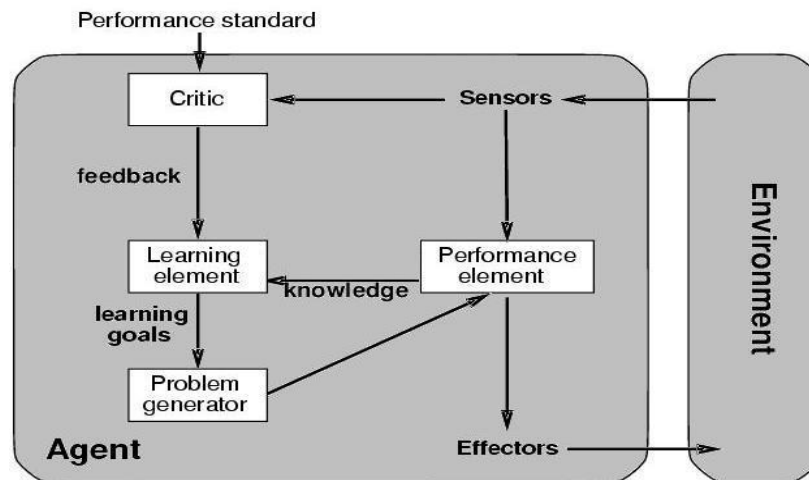 Performance standard
Critic
Sensors
feedback
Learning
element
Performance
element
knowledge
learning
goals
Problem
generator
Agent
Effectors
Environment